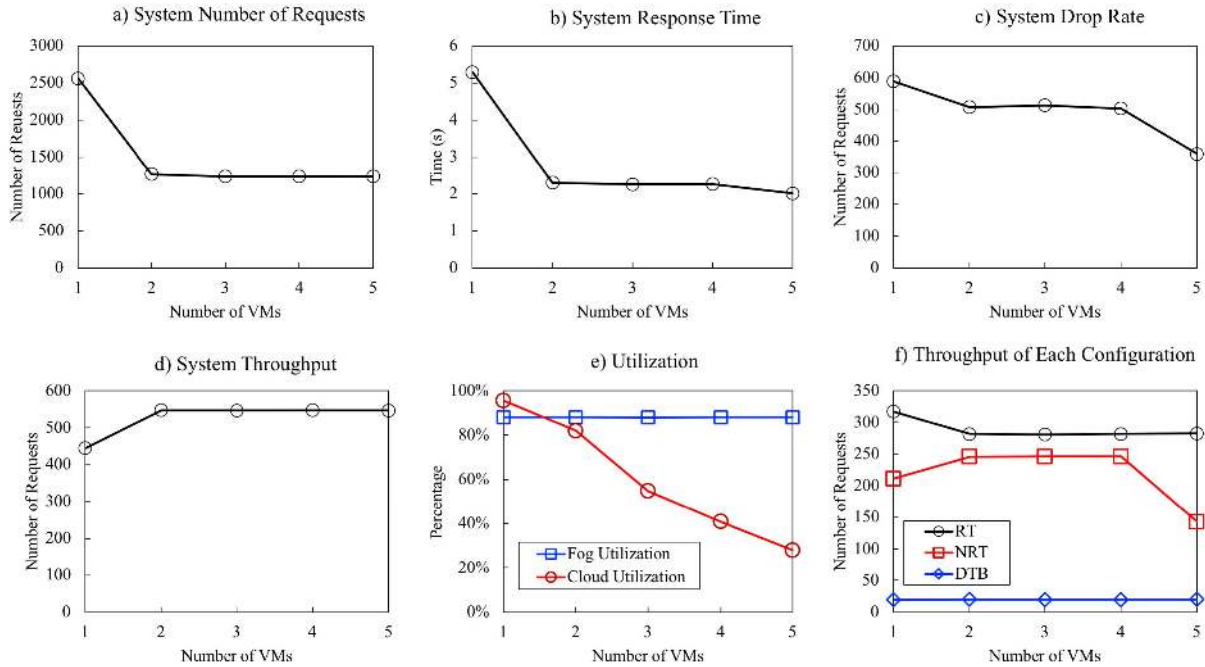 a) System Number of Requests
3000
2500
2000
1500
1000
500
0
Number of Reuests
1 2 3 4 5
Number of VMs
b) System Response Time
6
5
4
3
2
1
0
Time (s)
1 2 3 4 5
Number of VMs
c) System Drop Rate
700
600
500
400
300
200
100
0
Number of Requests
1 2 3 4 5
Number of VMs
d) System Throughput
600
500
400
300
200
100
0
Number of Requests
1 2 3 4 5
Number of VMs
e) Utilization
100%
80%
60%
40%
20%
0%
Percentage
Fog Utilization
Cloud Utilization
1 2 3 4 5
Number of VMs
f) Throughput of Each Configuration
350
300
250
200
150
100
50
0
Number of Requests
RT
NRT
DTB
1 2 3 4 5
Number of VMs